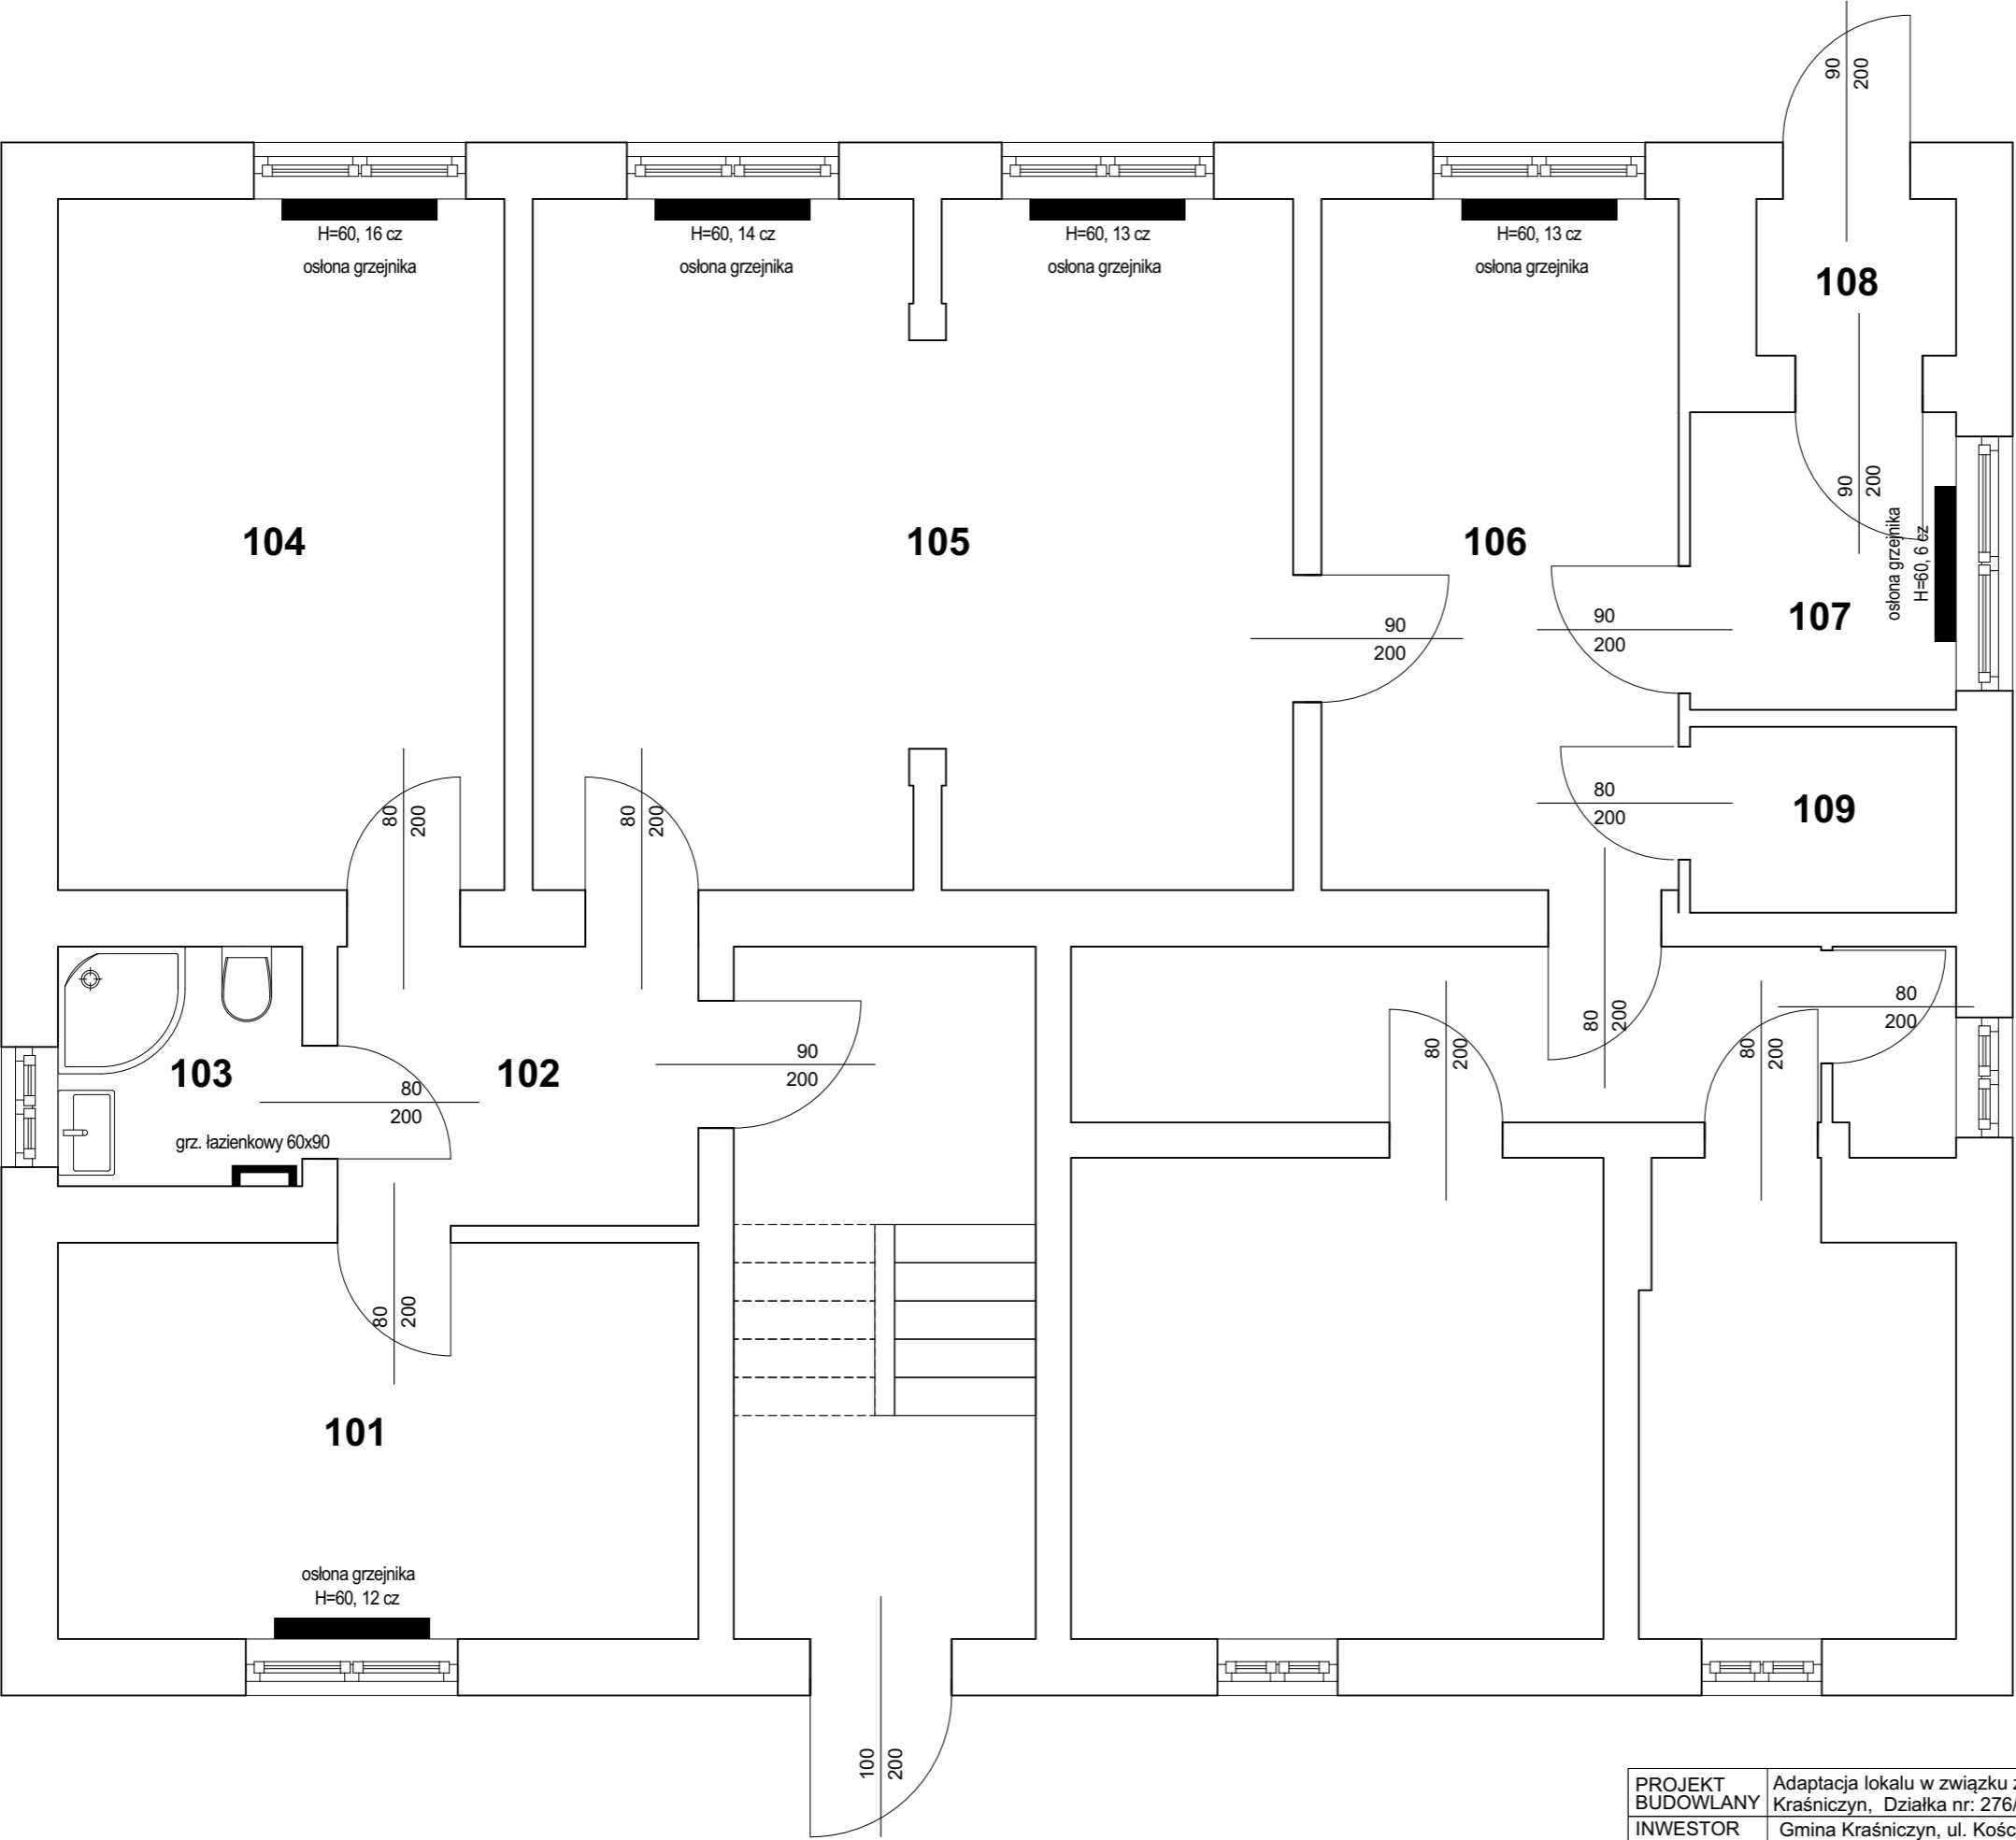 90
200
H=60, 16 cz
osłona grzejnika
H=60, 14 cz
osłona grzejnika
H=60, 13 cz
osłona grzejnika
H=60, 13 cz
osłona grzejnika
108
104
105
106
90
200
osłona grzejnika
H=60, 6 cz
107
90
200
90
200
80
200
80
200
80
200
109
103
102
80
200
90
200
grz. łazienkowy 60x90
80
200
80
200
80
200
80
200
80
200
101
osłona grzejnika
H=60, 12 cz
100
200
PROJEKT
BUDOWLANY
Adaptacja lokalu w związku
Kraśniczyn, Działka nr: 276/
INWESTOR
Gmina Kraśniczyn, ul.